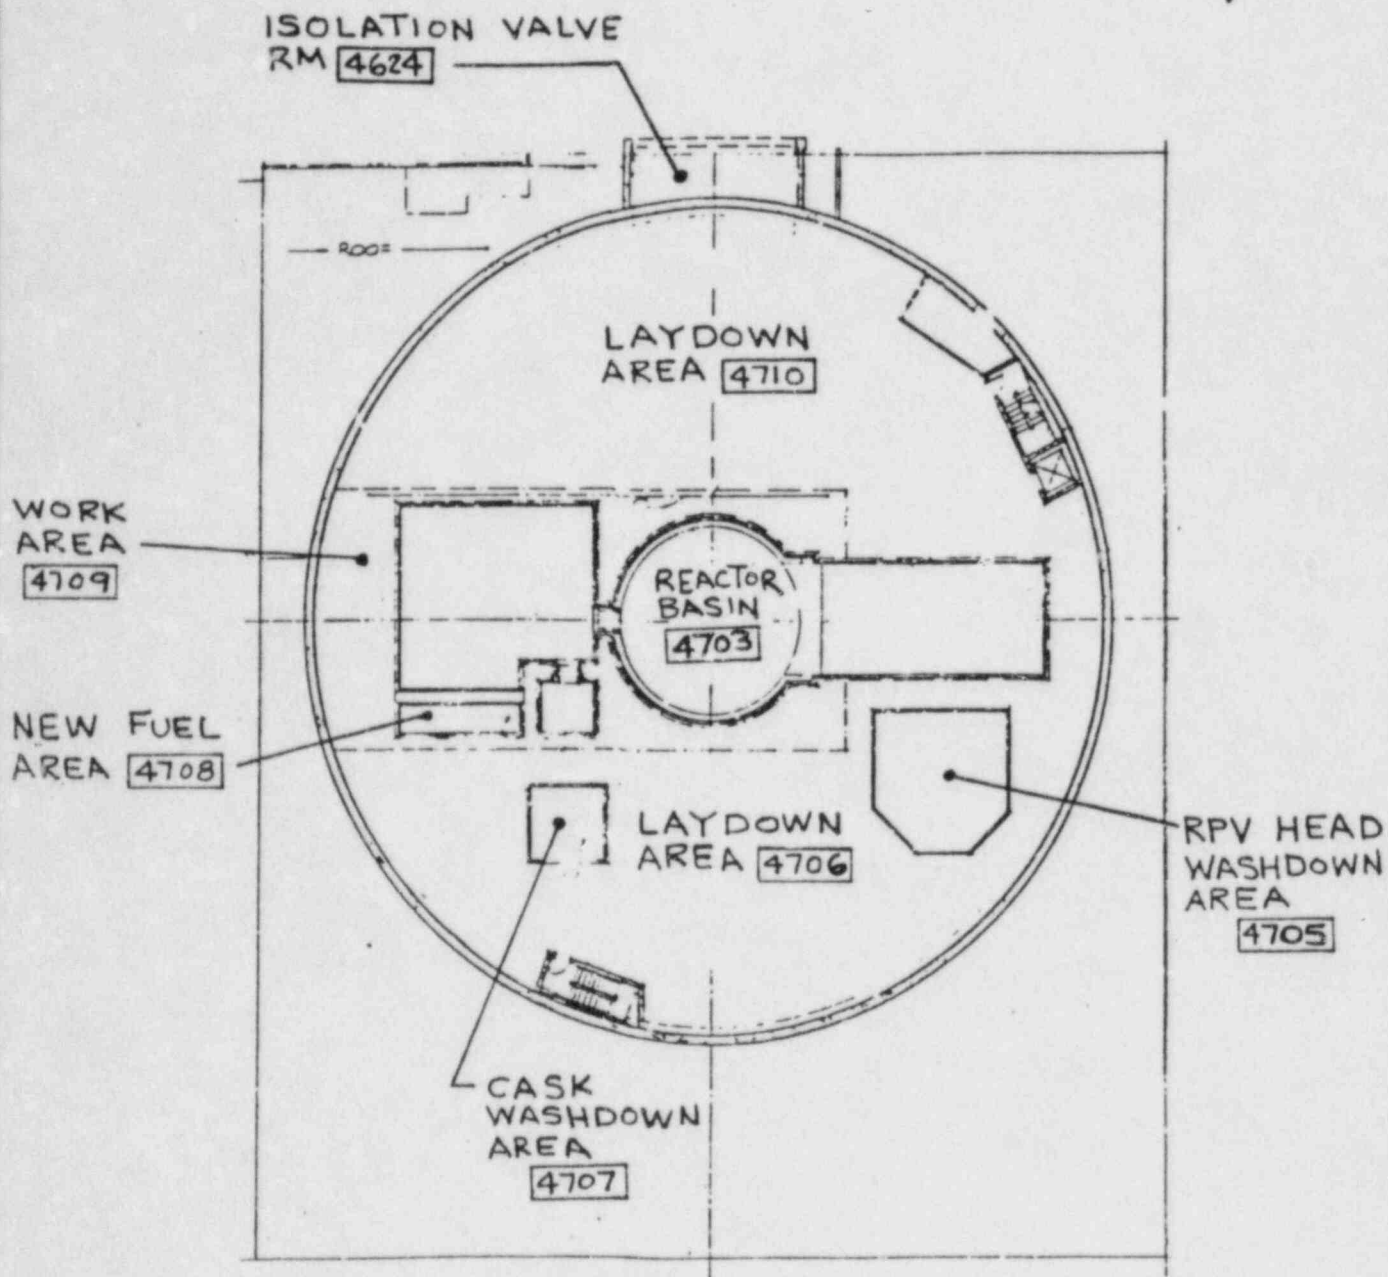 ISOLATION VALVE
RM 4624
LAYDOWN
AREA 4710
WORK
AREA
4709
REACTOR
BASIN
4703
NEW FUEL
AREA 4708
LAYDOWN
AREA 4706
RPV HEAD
WASHDOWN
AREA
4705
CASK
WASHDOWN
AREA
4707